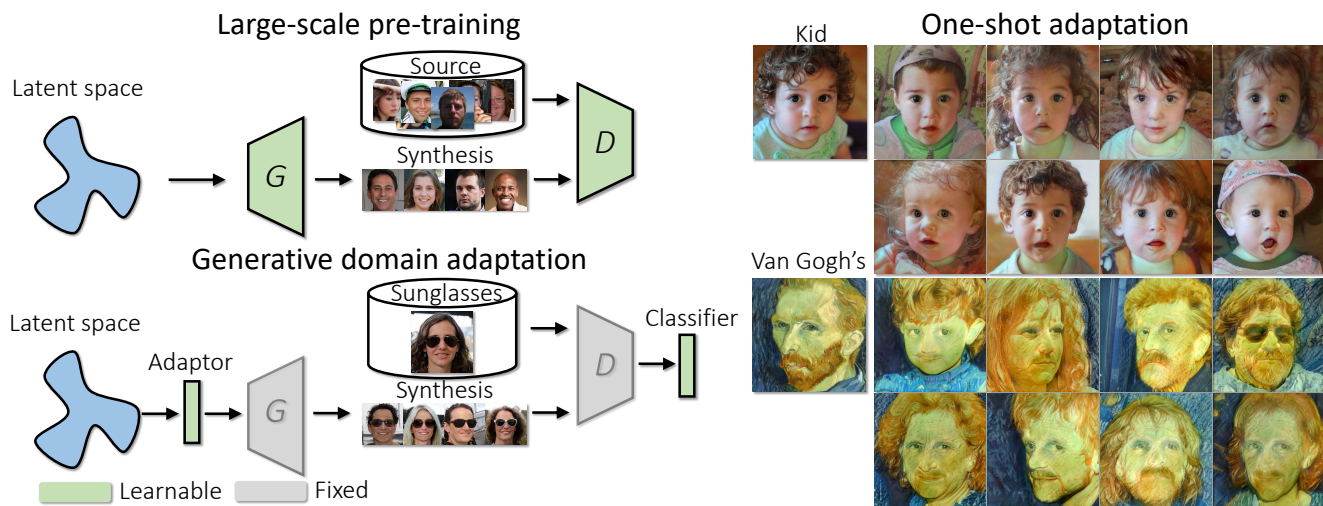 Large-scale pre-training
Source
Latent space
G
D
Synthesis
Generative domain adaptation
Sunglasses
Latent space
Adaptor
G
D
Classifier
Synthesis
Learnable
Fixed
One-shot adaptation
Kid
Van Gogh's